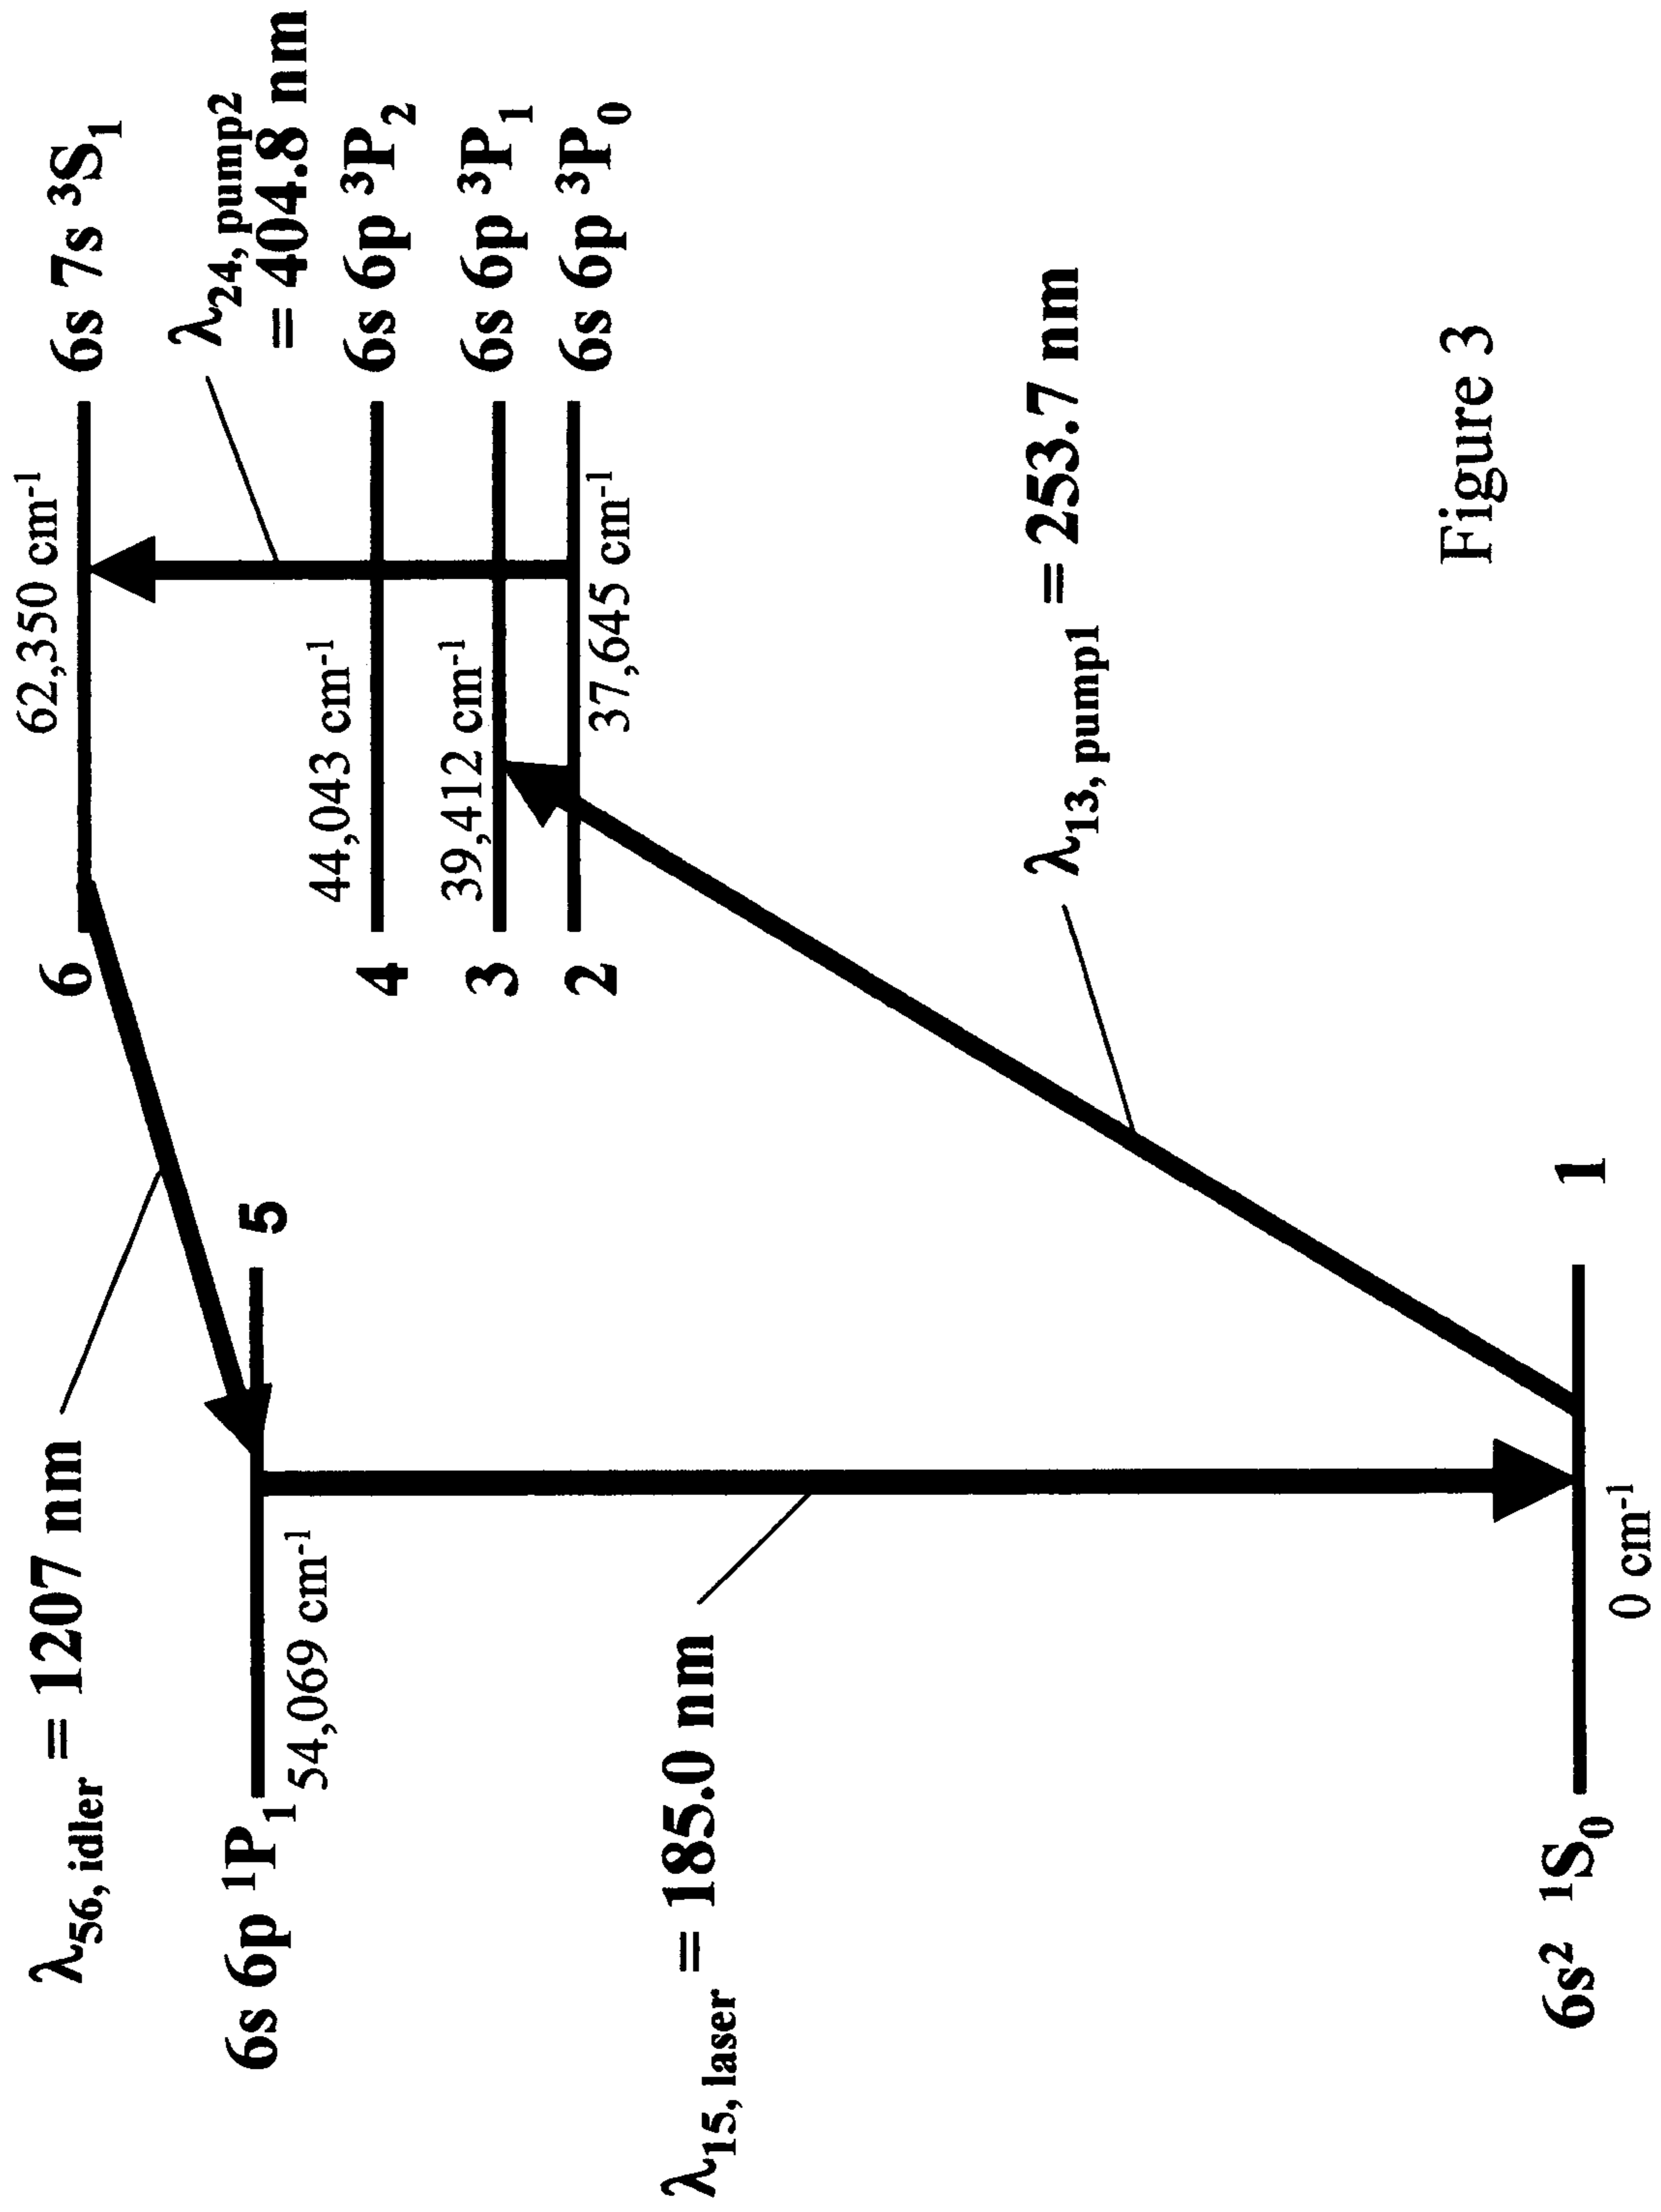 λ56, idler = 1207 nm
62,350 cm-1
6
6s 7s 3S1
λ24, pump2
= 404.8 nm
6s 6p 1P1
5
54,069 cm-1
44,043 cm-1
4
6s 6p 3P2
39,412 cm-1
3
6s 6p 3P1
2
37,645 cm-1
6s 6p 3P0
λ15, laser = 185.0 nm
λ13, pump1 = 253.7 nm
6s2 1S0
0 cm-1
1
Figure 3